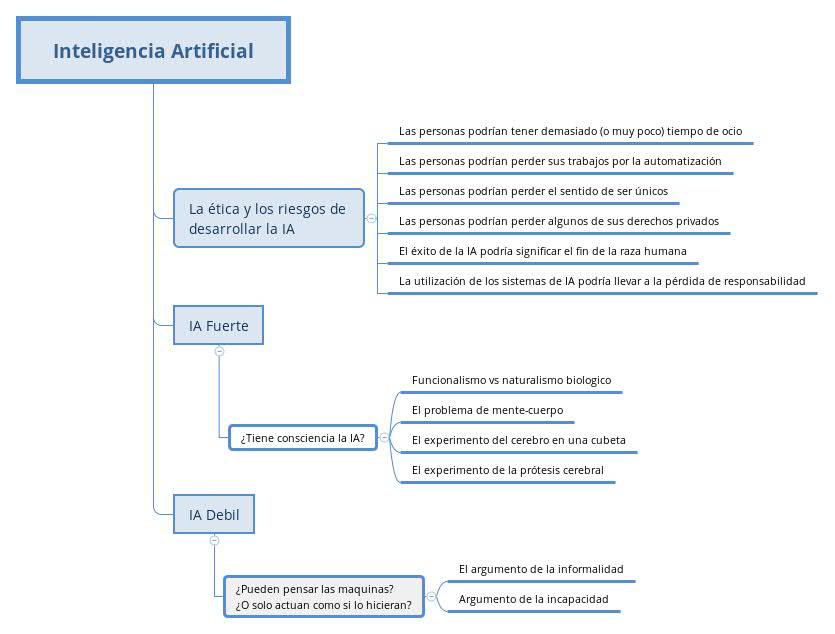 Inteligencia Artificial
Las personas podrían tener demasiado (o muy poco) tiempo de ocio
Las personas podrían perder sus trabajos por la automatización
Las personas podrían perder el sentido de ser únicos
La ética y los riesgos de
desarrollar la IA
Las personas podrían perder algunos de sus derechos privados
El éxito de la IA podría significar el fin de la raza humana
La utilización de los sistemas de IA podría llevar a la pérdida de responsabilidad
IA Fuerte
¿Tiene consciencia la IA?
Funcionalismo vs naturalismo biologico
El problema de mente-cuerpo
El experimento del cerebro en una cubeta
El experimento de la prótesis cerebral
IA Debil
¿Pueden pensar las maquinas?
¿O solo actuan como si lo hicieran?
El argumento de la informalidad
Argumento de la incapacidad